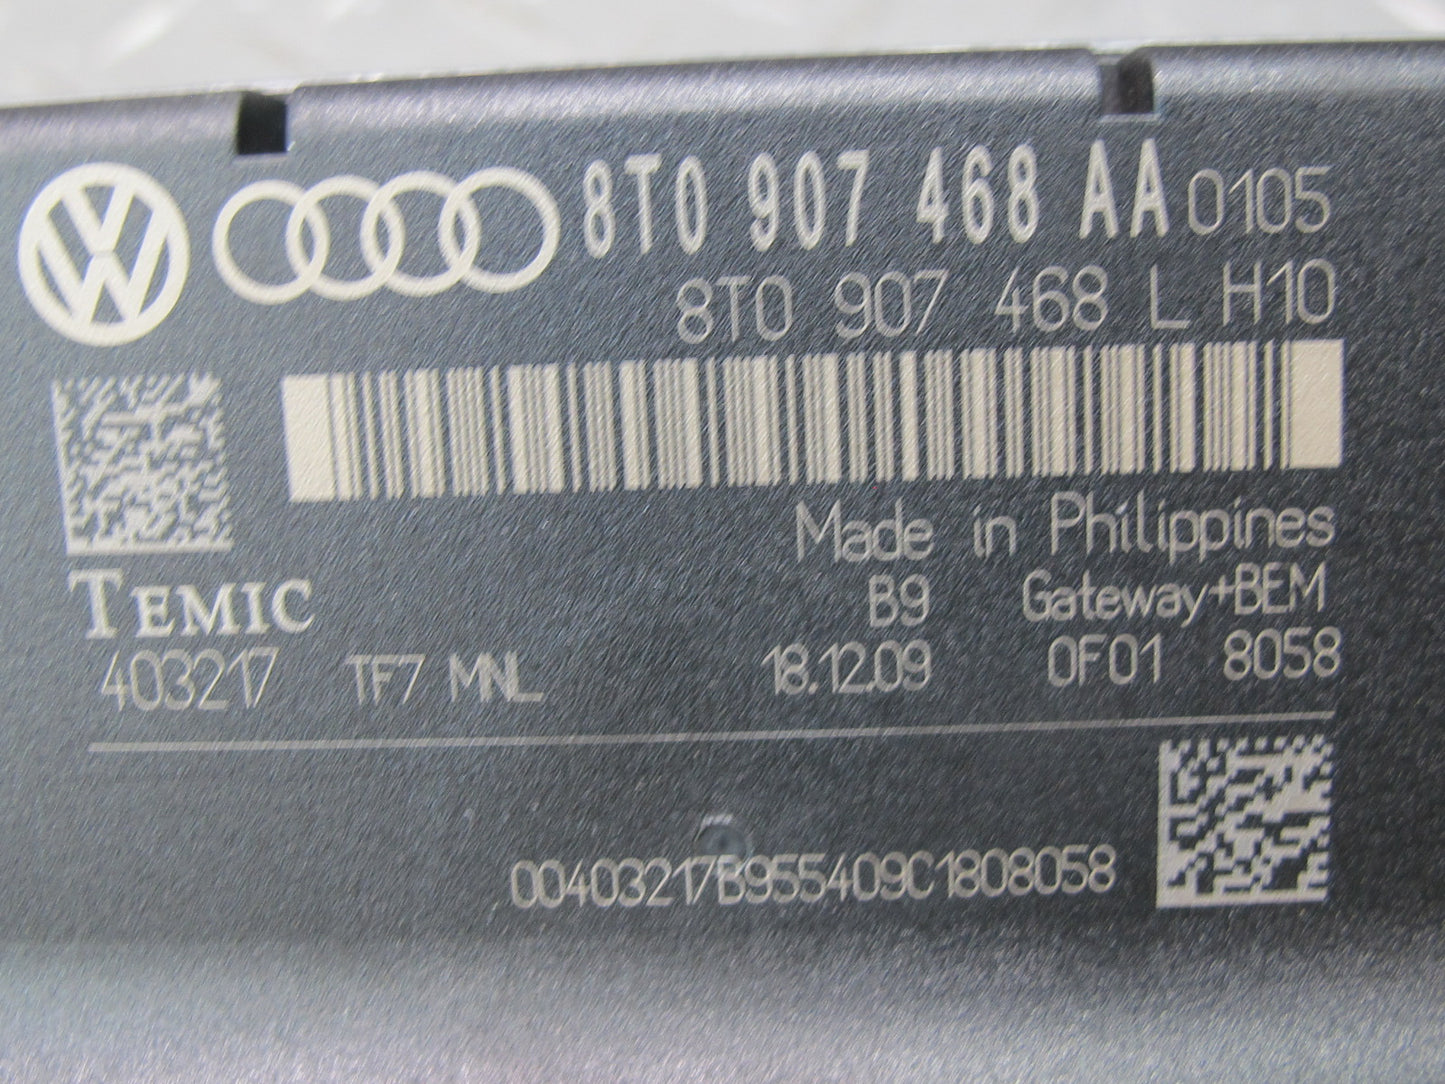 8T0 907 468 AA 0105
8T0 907 468 L H10
Made in Philippines
TEMIC B9 Gateway+BEM
403217 TF7 MNL 18.12.09 0F01 8058
00403217B955409C1808058